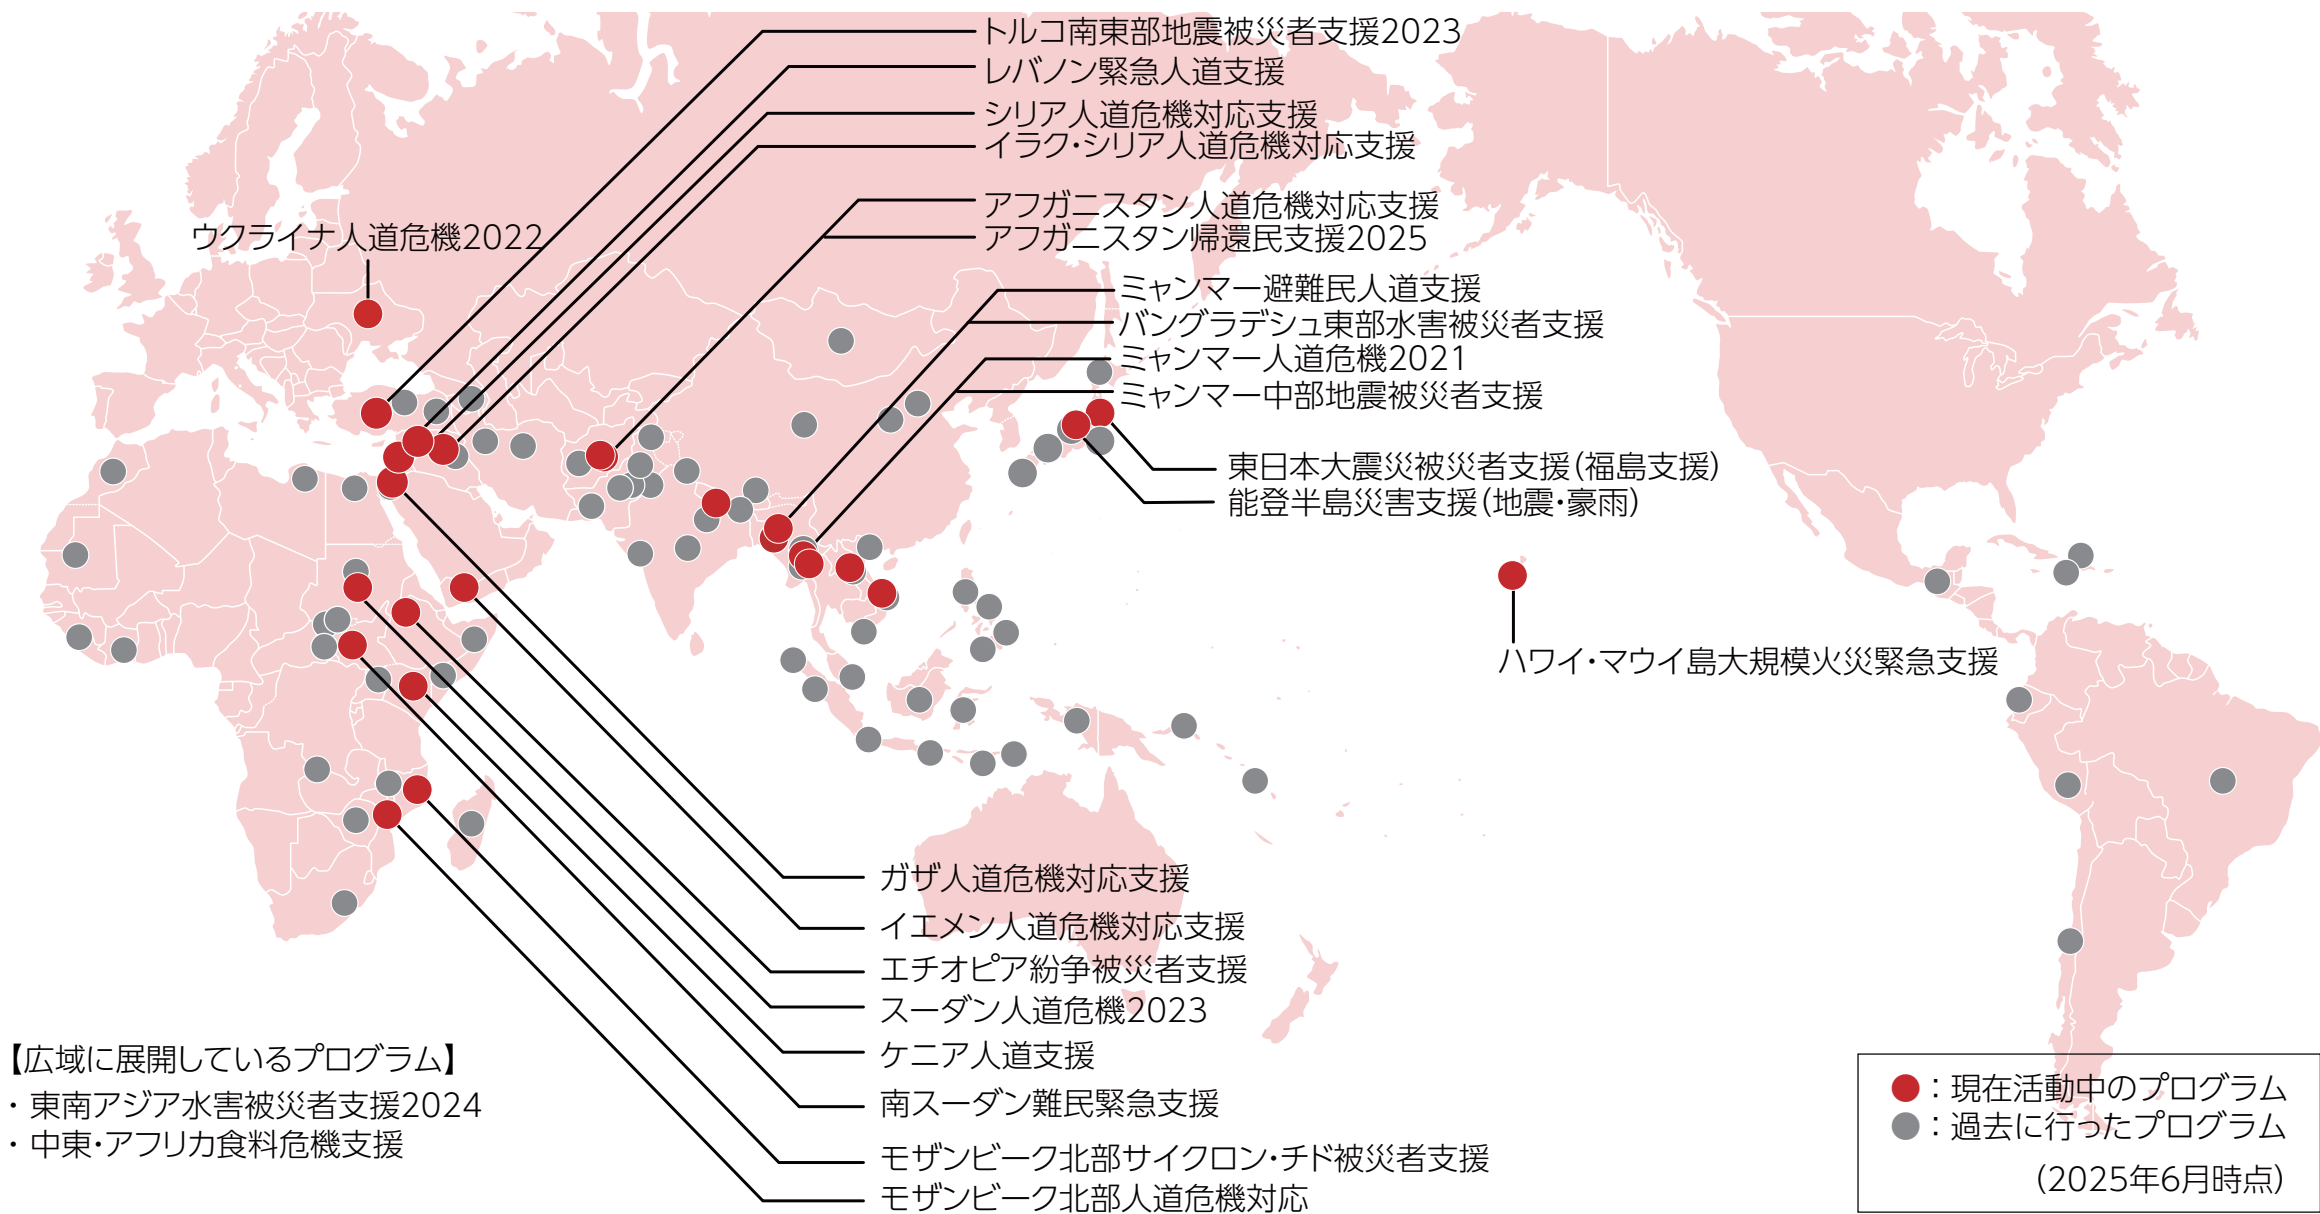 トルコ南東部地震被災者支援2023
レバノン緊急人道支援
シリア人道危機対応支援
イラク・シリア人道危機対応支援
アフガニスタン人道危機対応支援
アフガニスタン帰還民支援2025
ウクライナ人道危機2022
ミャンマー避難民人道支援
バングラデシュ東部水害被災者支援
ミャンマー人道危機2021
ミャンマー中部地震被災者支援
東日本大震災被災者支援(福島支援)
能登半島災害支援(地震・豪雨)
ハワイ・マウイ島大規模火災緊急支援
ガザ人道危機対応支援
イエメン人道危機対応支援
エチオピア紛争被災者支援
スーダン人道危機2023
ケニア人道支援
南スーダン難民緊急支援
モザンビーク北部サイクロン・チド被災者支援
モザンビーク北部人道危機対応
【広域に展開しているプログラム】
・東南アジア水害被災者支援2024
・中東・アフリカ食料危機支援
：現在活動中のプログラム
：過去に行ったプログラム
(2025年6月時点)